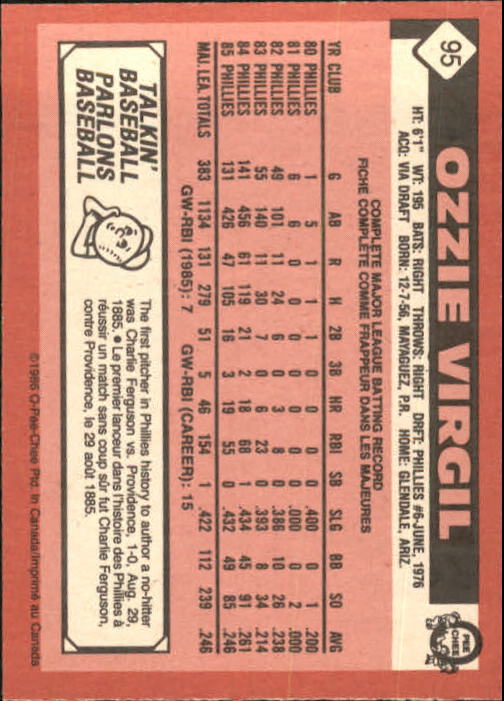 95
OZZIE VIRGIL
O PEE CHEE
HT: 6'1" WT: 195 BATS: RIGHT THROWS: RIGHT DRFT: PHILLIES #6-JUNE, 1976
ACQ: VIA DRAFT BORN: 12-7-56, MAYAGUEZ, P.R. HOME: GLENDALE, ARIZ.
COMPLETE MAJOR LEAGUE BATTING RECORD
FICHE COMPLÈTE COMME FRAPPEUR DANS LES MAJEURES
YR CLUB G AB R H 2B 3B HR RBI SB SLG BB SO AVG
80 PHILLIES 1 5 1 1 1 0 0 0 0 .400 0 1 .200
81 PHILLIES 6 6 0 0 0 0 0 0 0 .000 0 2 .000
82 PHILLIES 49 101 11 24 6 0 3 8 0 .386 10 26 .238
83 PHILLIES 55 140 11 30 7 0 6 23 0 .393 8 34 .214
84 PHILLIES 141 456 61 119 21 2 18 68 1 .434 45 91 .261
85 PHILLIES 131 426 47 105 16 3 19 55 0 .432 49 85 .246
MAJ. LEA. TOTALS 383 1134 131 279 51 5 46 154 1 .422 112 239 .246
GW-RBI (1985): 7 GW-RBI (CAREER): 15
TALKIN'
BASEBALL
PARLONS
BASEBALL
The first pitcher in Phillies history to author a no-hitter
was Charlie Ferguson vs. Providence, 1-0, Aug. 29,
1885. • Le premier lanceur dans l'histoire des Phillies à
réussir un match sans coup sûr fut Charlie Ferguson,
contre Providence, le 29 août 1885.
©1986 O-Pee-Chee Ptd. in Canada/Imprimé au Canada